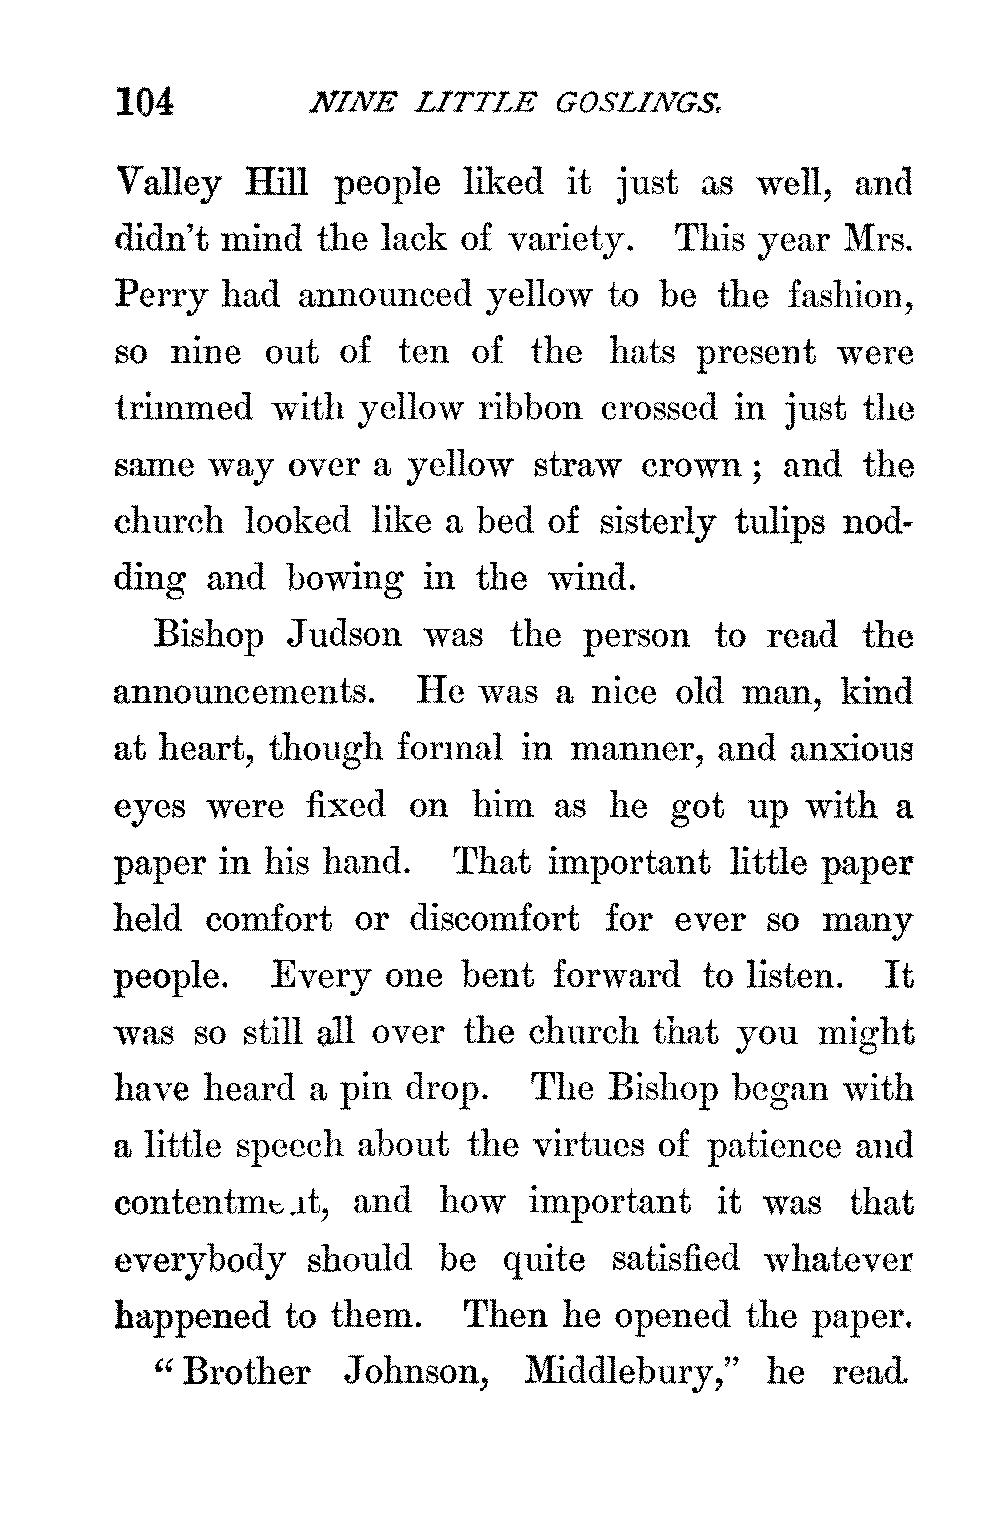 104 NINE LITTLE GOSLINGS.
Valley Hill people liked it just as well, and
didn't mind the lack of variety. This year Mrs.
Perry had announced yellow to be the fashion,
so nine out of ten of the hats present were
trimmed with yellow ribbon crossed in just the
same way over a yellow straw crown; and the
church looked like a bed of sisterly tulips nod-
ding and bowing in the wind.
Bishop Judson was the person to read the
announcements. He was a nice old man, kind
at heart, though formal in manner, and anxious
eyes were fixed on him as he got up with a
paper in his hand. That important little paper
held comfort or discomfort for ever so many
people. Every one bent forward to listen. It
was so still all over the church that you might
have heard a pin drop. The Bishop began with
a little speech about the virtues of patience and
contentment, and how important it was that
everybody should be quite satisfied whatever
happened to them. Then he opened the paper.
“Brother Johnson, Middlebury,” he read.